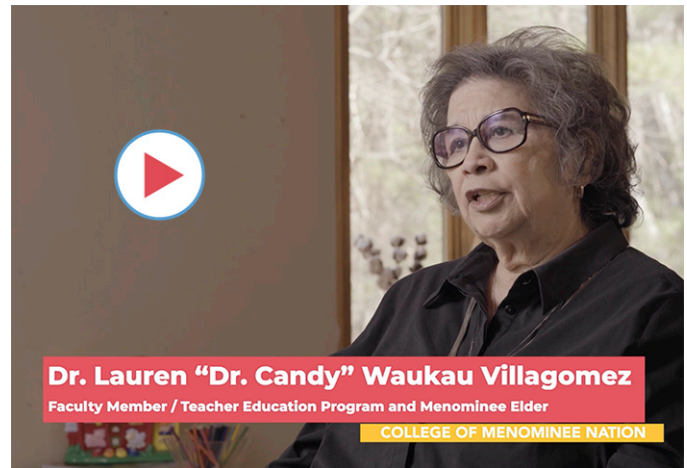 Dr. Lauren “Dr. Candy” Waukau Villagomez
Faculty Member / Teacher Education Program and Menominee Elder
COLLEGE OF MENOMINEE NATION